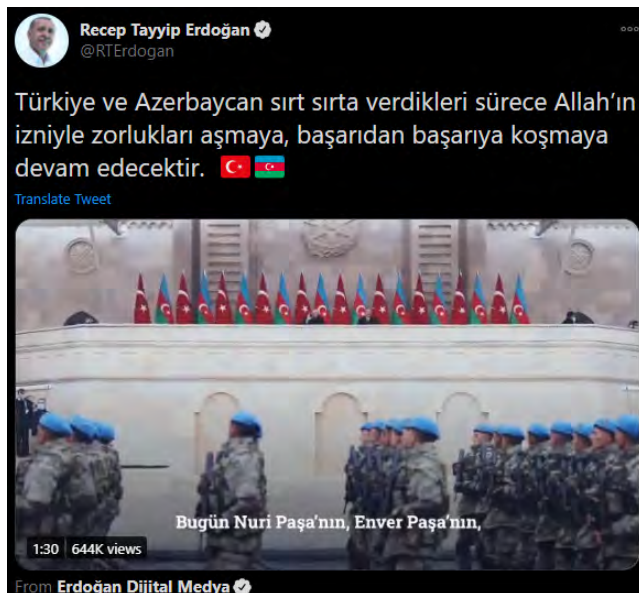 Recep Tayyip Erdoğan
@RTErdogan
Türkiye ve Azerbaycan sırt sırta verdikleri sürece Allah’ın
izniyle zorlukları aşmaya, başarıdan başarıya koşmaya
devam edecektir.
Translate Tweet
Bugün Nuri Paşa’nın, Enver Paşa’nın,
1:30 644K views
From Erdoğan Dijital Medya